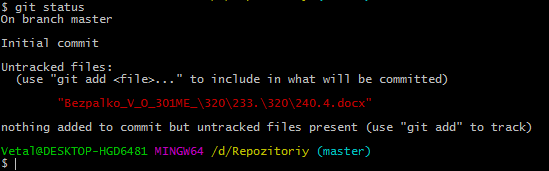 $ git status
On branch master
Initial commit
Untracked files:
(use "git add <file>..." to include in what will be committed)
"Bezpalko_V_O_301ME_\320\233.\320\240.4.docx"
nothing added to commit but untracked files present (use "git add" to track)
Vetal@DESKTOP-HGD6481 MINGW64 /d/Repozitoriy (master)
$